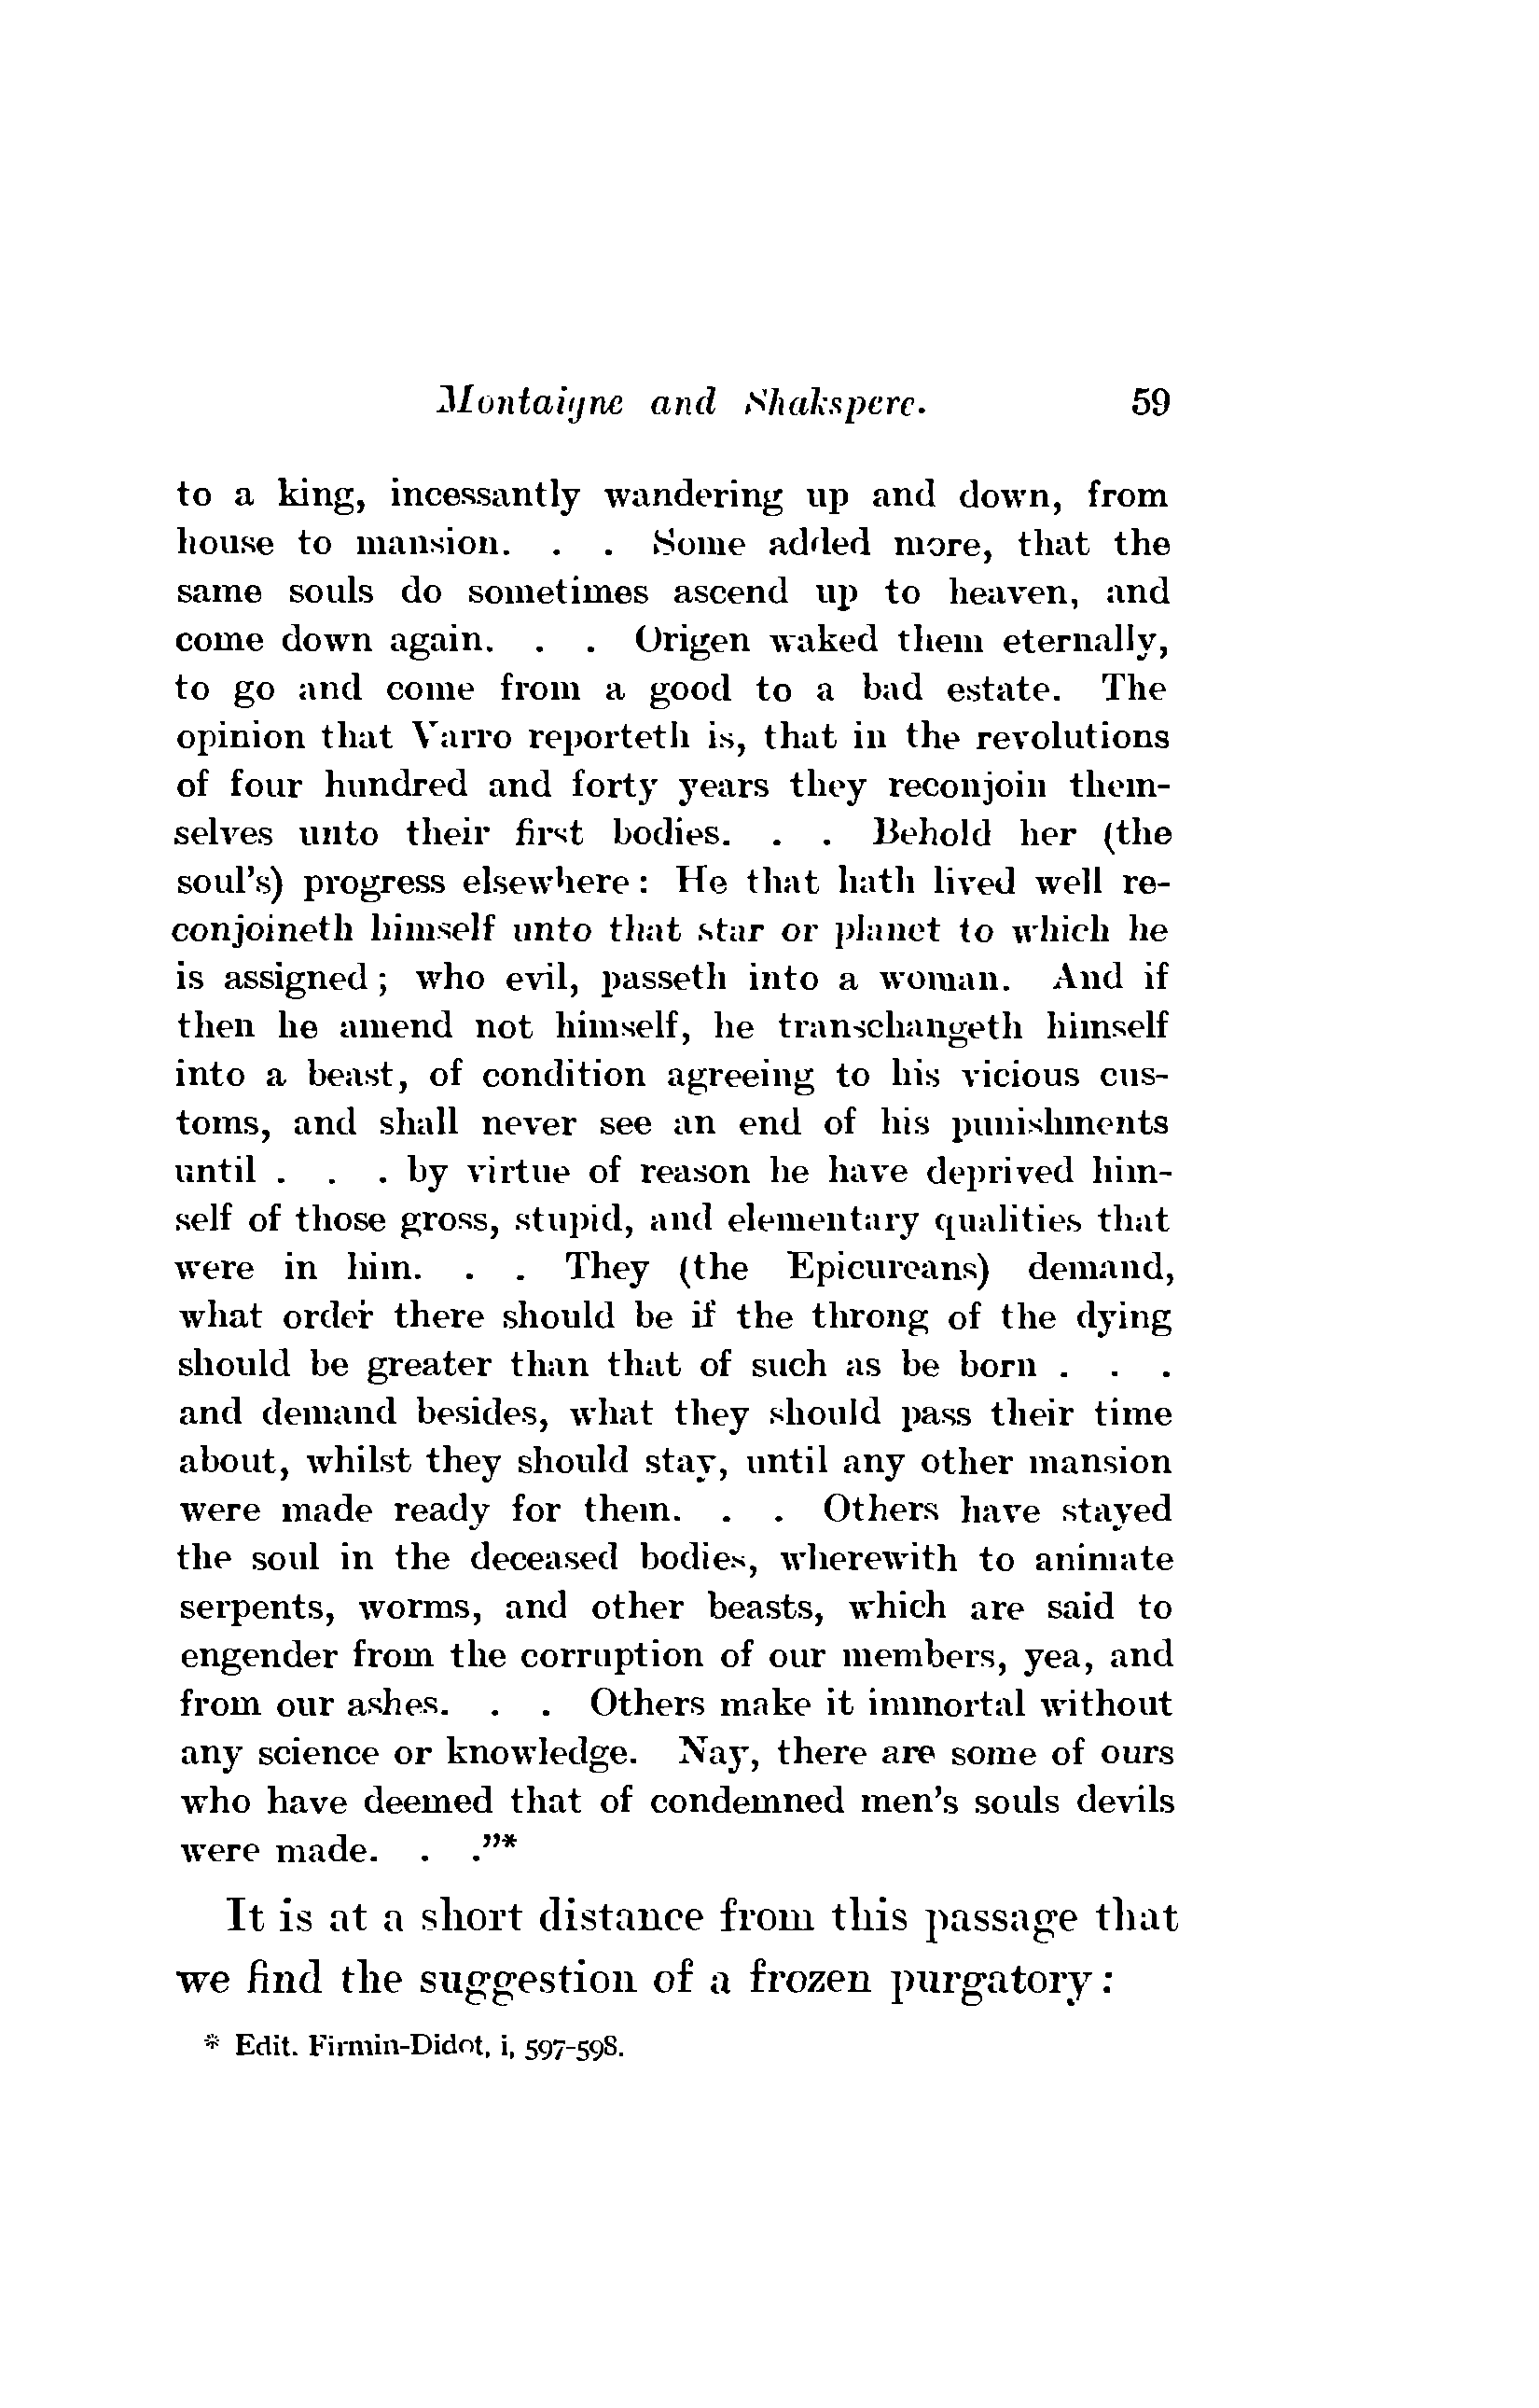 Montaigne and Shakspere. 59
to a king, incessantly wandering up and down, from
house to mansion. . . Some added more, that the
same souls do sometimes ascend up to heaven, and
come down again. . . Origen waked them eternally,
to go and come from a good to a bad estate. The
opinion that Varro reporteth is, that in the revolutions
of four hundred and forty years they reconjoin them-
selves unto their first bodies. . . Behold her (the
soul's) progress elsewhere: He that hath lived well re-
conjoineth himself unto that star or planet to which he
is assigned; who evil, passeth into a woman. And if
then he amend not himself, he transchangeth himself
into a beast, of condition agreeing to his vicious cus-
toms, and shall never see an end of his punishments
until . . . by virtue of reason he have deprived him-
self of those gross, stupid, and elementary qualities that
were in him. . . They (the Epicureans) demand,
what order there should be if the throng of the dying
should be greater than that of such as be born . . .
and demand besides, what they should pass their time
about, whilst they should stay, until any other mansion
were made ready for them. . . Others have stayed
the soul in the deceased bodies, wherewith to animate
serpents, worms, and other beasts, which are said to
engender from the corruption of our members, yea, and
from our ashes. . . Others make it immortal without
any science or knowledge. Nay, there are some of ours
who have deemed that of condemned men's souls devils
were made. . ."*
It is at a short distance from this passage that
we find the suggestion of a frozen purgatory:
* Edit. Firmin-Didot, i, 597-598.